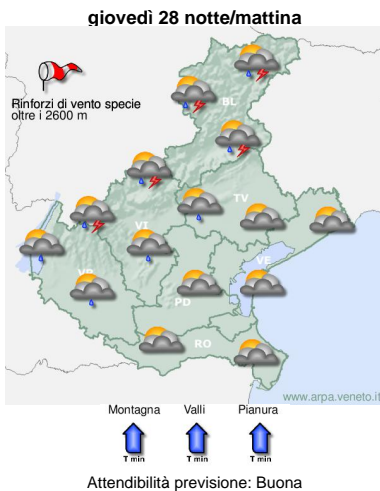 giovedì 28 notte/mattina
Rinforzi di vento specie
oltre i 2600 m
BL
TV
VI
VE
VR
PD
RO
www.arpa.veneto.it
Montagna Valli Pianura
T min T min T min
Attendibilità previsione: Buona